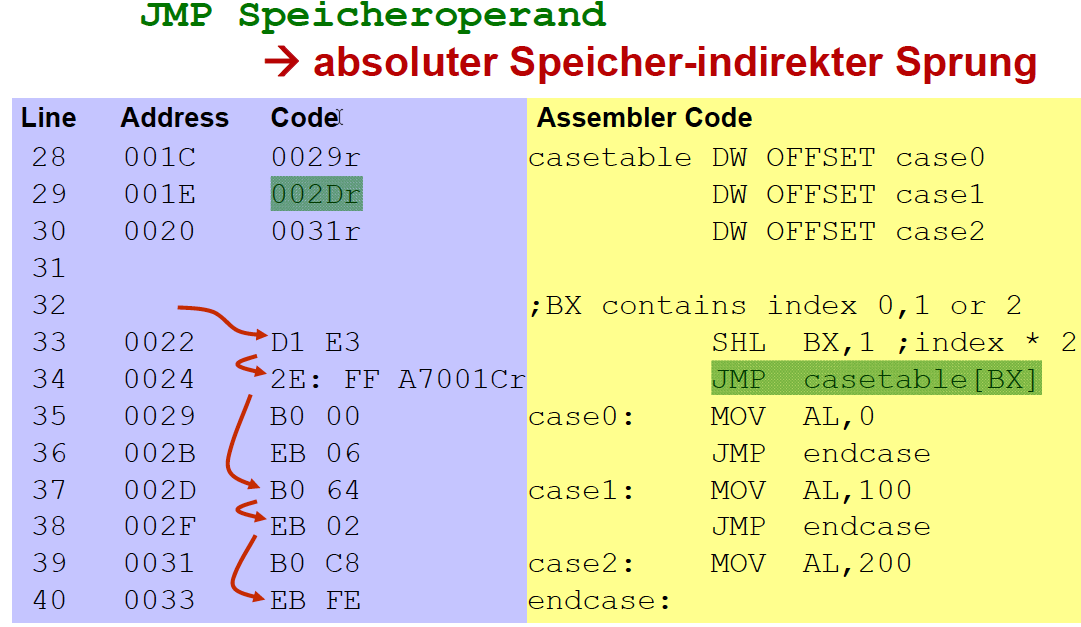 JMP Speicheroperand
→ absoluter Speicher-indirekter Sprung
Line Address Code Assembler Code
28 001C 0029r casetable DW OFFSET case0
29 001E 002Dr DW OFFSET case1
30 0020 0031r DW OFFSET case2
31
32 ;BX contains index 0,1 or 2
33 0022 D1 E3 SHL BX,1 ;index * 2
34 0024 2E: FF A7001Cr JMP casetable[BX]
35 0029 B0 00 case0: MOV AL,0
36 002B EB 06 JMP endcase
37 002D B0 64 case1: MOV AL,100
38 002F EB 02 JMP endcase
39 0031 B0 C8 case2: MOV AL,200
40 0033 EB FE endcase: